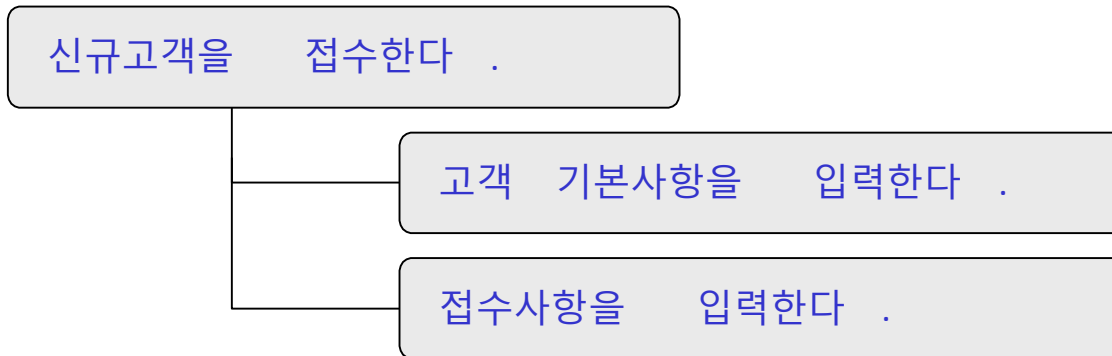 신규고객을 접수한다 .
고객 기본사항을 입력한다 .
접수사항을 입력한다 .